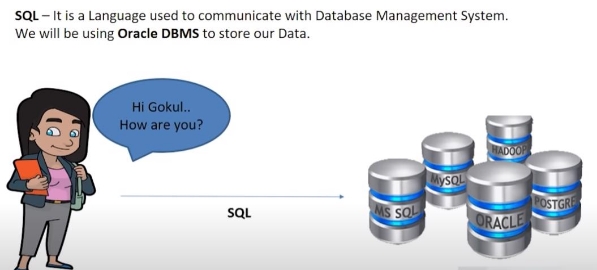 SQL – It is a Language used to communicate with Database Management System.
We will be using Oracle DBMS to store our Data.
Hi Gokul..
How are you?
SQL
HADOOP
MySQL
MS SQL
ORACLE
POSTGRE